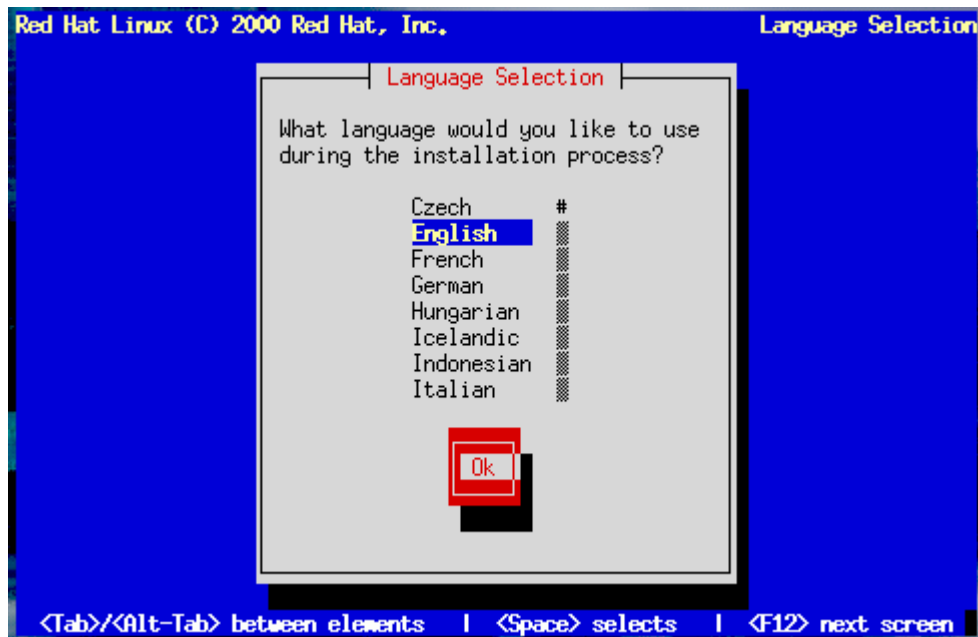 Red Hat Linux (C) 2000 Red Hat, Inc. Language Selection
Language Selection
What language would you like to use
during the installation process?
Czech #
English
French
German
Hungarian
Icelandic
Indonesian
Italian
Ok
<Tab>/<Alt-Tab> between elements | <Space> selects | <F12> next screen